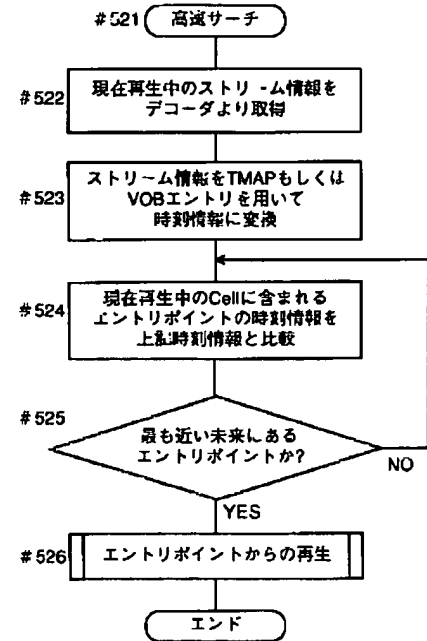 #521 高速サーチ
#522 現在再生中のストリーム情報を
デコーダより取得
#523 ストリーム情報をTMAPもしくは
VOBエントリを用いて
時刻情報に変換
#524 現在再生中のCellに含まれる
エントリポイントの時刻情報を
上記時刻情報と比較
#525
最も近い未来にある
エントリポイントか?
NO
YES
#526 エントリポイントからの再生
エンド